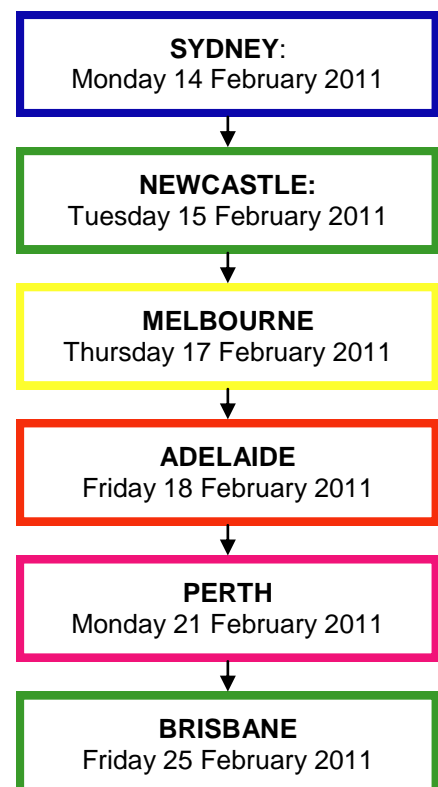 SYDNEY:
Monday 14 February 2011
NEWCASTLE:
Tuesday 15 February 2011
MELBOURNE
Thursday 17 February 2011
ADELAIDE
Friday 18 February 2011
PERTH
Monday 21 February 2011
BRISBANE
Friday 25 February 2011